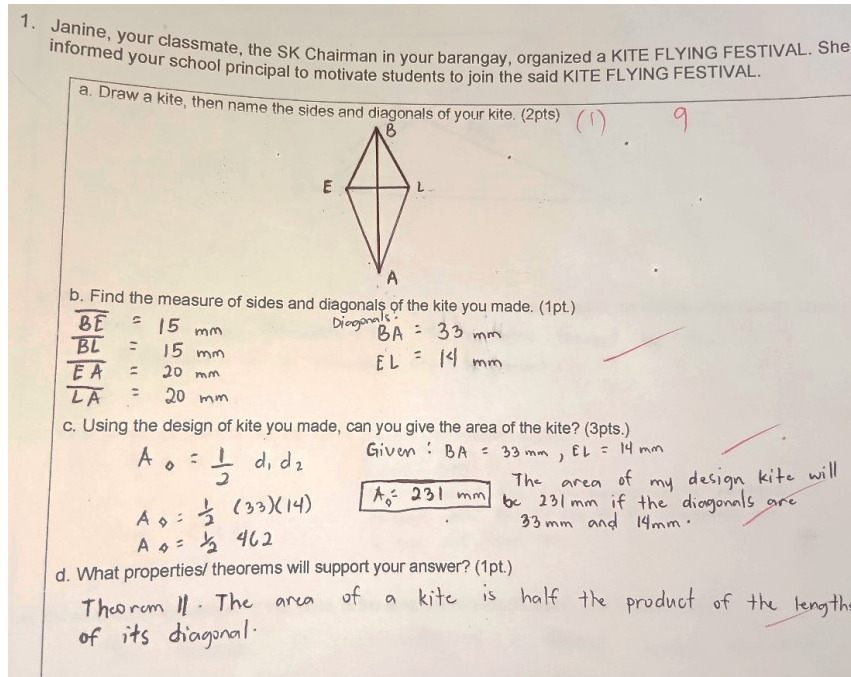 1. Janine, your classmate, the SK Chairman in your barangay, organized a KITE FLYING FESTIVAL. She
informed your school principal to motivate students to join the said KITE FLYING FESTIVAL.
a. Draw a kite, then name the sides and diagonals of your kite. (2pts) (1) 9
B
E L
A
b. Find the measure of sides and diagonals of the kite you made. (1pt.)
Diagonals:
BE = 15 mm BA = 33 mm
BL = 15 mm EL = 14 mm
EA = 20 mm
LA = 20 mm
c. Using the design of kite you made, can you give the area of the kite? (3pts.)
Given : BA = 33 mm, EL = 14 mm
A◊ = 1/2 d₁ d₂
The area of my design kite will
A◊ = 231 mm be 231 mm if the diagonals are
A◊ = 1/2 (33)(14) 33 mm and 14mm.
A◊ = 1/2 462
d. What properties/ theorems will support your answer? (1pt.)
Theorem 11. The area of a kite is half the product of the lengths
of its diagonal.